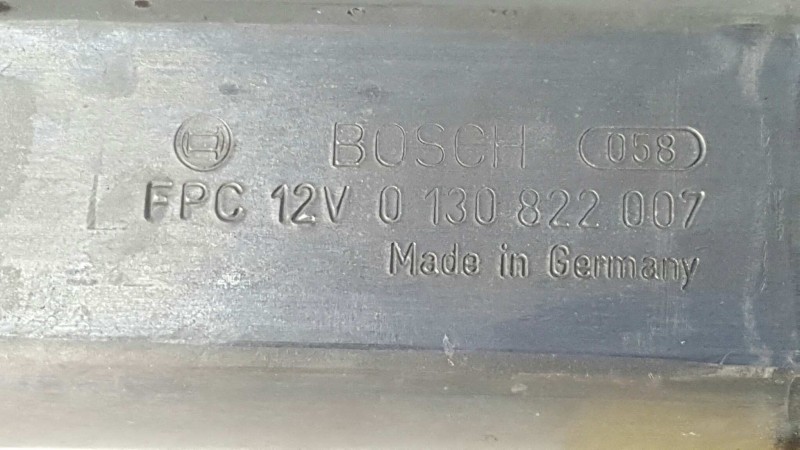 BOSCH 058
FPC 12V 0 130 822 007
Made in Germany